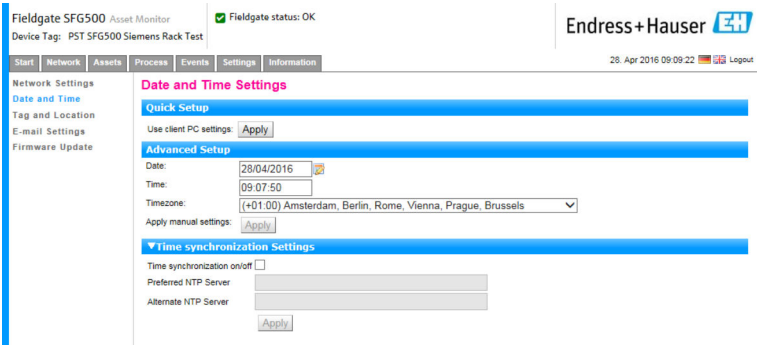 Fieldgate SFG500 Asset Monitor
Device Tag: PST SFG500 Siemens Rack Test
Fieldgate status: OK
Endress+Hauser EH
Start Network Assets Process Events Settings Information
28. Apr 2016 09:09:22 Logout
Network Settings
Date and Time
Tag and Location
E-mail Settings
Firmware Update
Date and Time Settings
Quick Setup
Use client PC settings: Apply
Advanced Setup
Date: 28/04/2016
Time: 09:07:50
Timezone: (+01:00) Amsterdam, Berlin, Rome, Vienna, Prague, Brussels
Apply manual settings: Apply
▼Time synchronization Settings
Time synchronization on/off
Preferred NTP Server
Alternate NTP Server
Apply